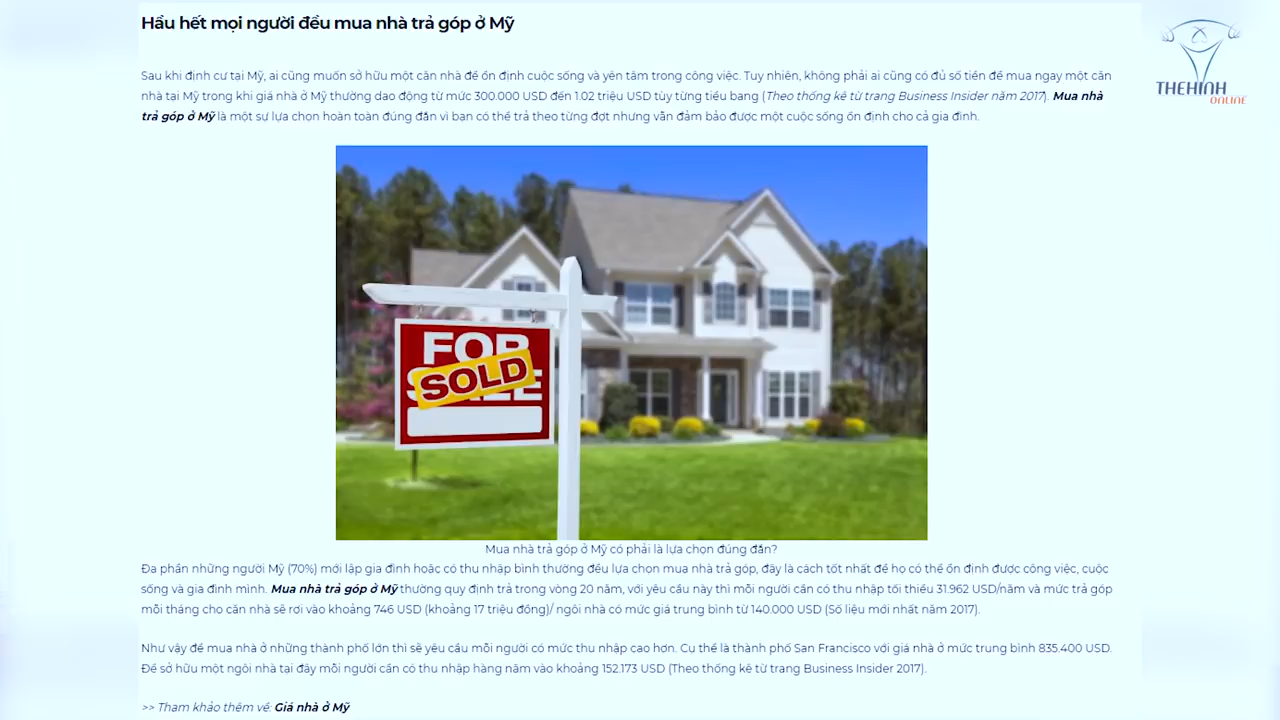 Hầu hết mọi người đều mua nhà trả góp ở Mỹ
THEHINH
ONLINE
Sau khi định cư tại Mỹ, ai cũng muốn sở hữu một căn nhà để ổn định cuộc sống và yên tâm trong công việc. Tuy nhiên, không phải ai cũng có đủ số tiền để mua ngay một căn
nhà tại Mỹ trong khi giá nhà ở Mỹ thường dao động từ mức 300.000 USD đến 1.02 triệu USD tùy từng tiểu bang (Theo thống kê từ trang Business Insider năm 2017). Mua nhà
trả góp ở Mỹ là một sự lựa chọn hoàn toàn đúng đắn vì bạn có thể trả theo từng đợt nhưng vẫn đảm bảo được một cuộc sống ổn định cho cả gia đình.
FOR
SOLD
Mua nhà trả góp ở Mỹ có phải là lựa chọn đúng đắn?
Đa phần những người Mỹ (70%) mới lập gia đình hoặc có thu nhập bình thường đều lựa chọn mua nhà trả góp, đây là cách tốt nhất để họ có thể ổn định được công việc, cuộc
sống và gia đình mình. Mua nhà trả góp ở Mỹ thường quy định trả trong vòng 20 năm, với yêu cầu này thì mỗi người cần có thu nhập tối thiểu 31.962 USD/năm và mức trả góp
mỗi tháng cho căn nhà sẽ rơi vào khoảng 746 USD (khoảng 17 triệu đồng)/ ngôi nhà có mức giá trung bình từ 140.000 USD (Số liệu mới nhất năm 2017).
Như vậy để mua nhà ở những thành phố lớn thì sẽ yêu cầu mỗi người có mức thu nhập cao hơn. Cụ thể là thành phố San Francisco với giá nhà ở mức trung bình 835.400 USD.
Để sở hữu một ngôi nhà tại đây mỗi người cần có thu nhập hàng năm vào khoảng 152.173 USD (Theo thống kê từ trang Business Insider 2017).
>> Tham khảo thêm về: Giá nhà ở Mỹ